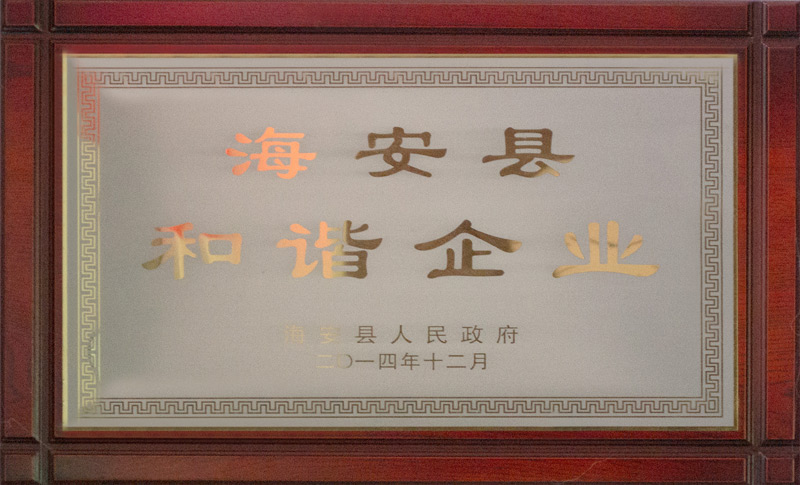 海安县
和谐企业
海安县人民政府
二〇一四年十二月